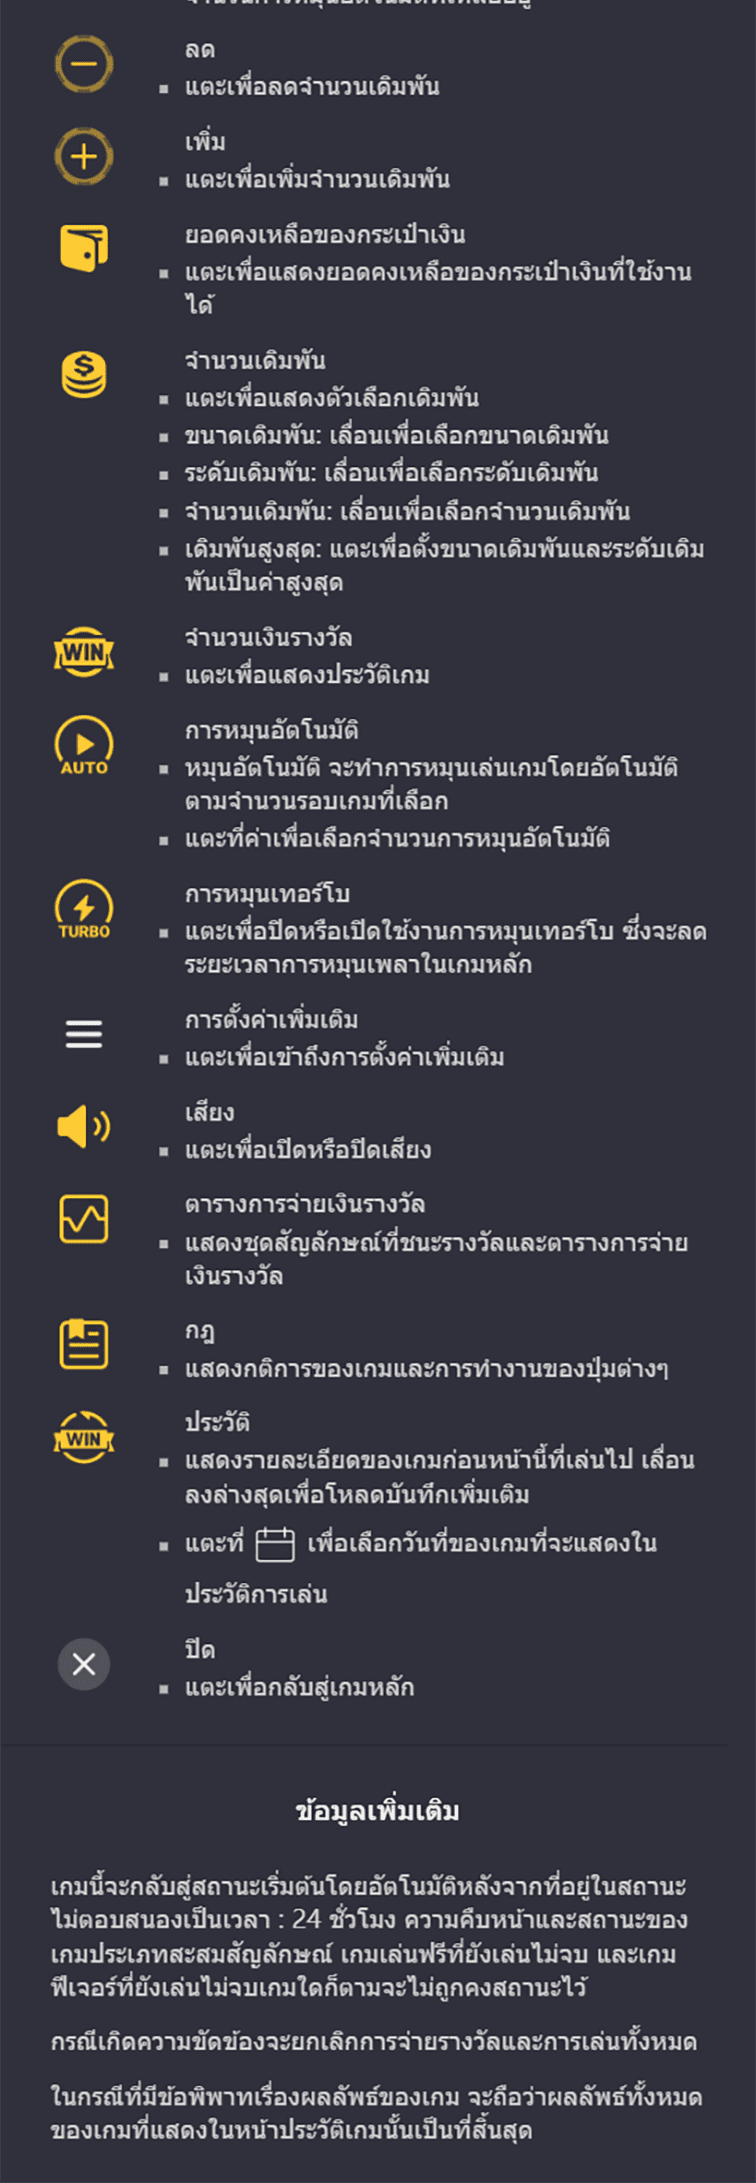 ลด
แตะเพื่อลดจำนวนเดิมพัน
เพิ่ม
แตะเพื่อเพิ่มจำนวนเดิมพัน
ยอดคงเหลือของกระเป๋าเงิน
แตะเพื่อแสดงยอดคงเหลือของกระเป๋าเงินที่ใช้งาน
ได้
จำนวนเดิมพัน
แตะเพื่อแสดงตัวเลือกเดิมพัน
ขนาดเดิมพัน: เลื่อนเพื่อเลือกขนาดเดิมพัน
ระดับเดิมพัน: เลื่อนเพื่อเลือกระดับเดิมพัน
จำนวนเดิมพัน: เลื่อนเพื่อเลือกจำนวนเดิมพัน
เดิมพันสูงสุด: แตะเพื่อตั้งขนาดเดิมพันและระดับเดิม
พันเป็นค่าสูงสุด
WIN
จำนวนเงินรางวัล
แตะเพื่อแสดงประวัติเกม
AUTO
การหมุนอัตโนมัติ
หมุนอัตโนมัติ จะทำการหมุนเล่นเกมโดยอัตโนมัติ
ตามจำนวนรอบเกมที่เลือก
แตะที่ค่าเพื่อเลือกจำนวนการหมุนอัตโนมัติ
TURBO
การหมุนเทอร์โบ
แตะเพื่อปิดหรือเปิดใช้งานการหมุนเทอร์โบ ซึ่งจะลด
ระยะเวลาการหมุนเพลาในเกมหลัก
การตั้งค่าเพิ่มเติม
แตะเพื่อเข้าถึงการตั้งค่าเพิ่มเติม
เสียง
แตะเพื่อเปิดหรือปิดเสียง
ตารางการจ่ายเงินรางวัล
แสดงชุดสัญลักษณ์ที่ชนะรางวัลและตารางการจ่าย
เงินรางวัล
กฎ
แสดงกติการของเกมและการทำงานของปุ่มต่างๆ
WIN
ประวัติ
แสดงรายละเอียดของเกมก่อนหน้านี้ที่เล่นไป เลื่อน
ลงล่างสุดเพื่อโหลดบันทึกเพิ่มเติม
แตะที่ เพื่อเลือกวันที่ของเกมที่จะแสดงใน
ประวัติการเล่น
ปิด
แตะเพื่อกลับสู่เกมหลัก
ข้อมูลเพิ่มเติม
เกมนี้จะกลับสู่สถานะเริ่มต้นโดยอัตโนมัติหลังจากที่อยู่ในสถานะ
ไม่ตอบสนองเป็นเวลา : 24 ชั่วโมง ความคืบหน้าและสถานะของ
เกมประเภทสะสมสัญลักษณ์ เกมเล่นฟรีที่ยังเล่นไม่จบ และเกม
ฟีเจอร์ที่ยังเล่นไม่จบเกมใดก็ตามจะไม่ถูกคงสถานะไว้
กรณีเกิดความขัดข้องจะยกเลิกการจ่ายรางวัลและการเล่นทั้งหมด
ในกรณีที่มีข้อพิพาทเรื่องผลลัพธ์ของเกม จะถือว่าผลลัพธ์ทั้งหมด
ของเกมที่แสดงในหน้าประวัติเกมนั้นเป็นที่สิ้นสุด